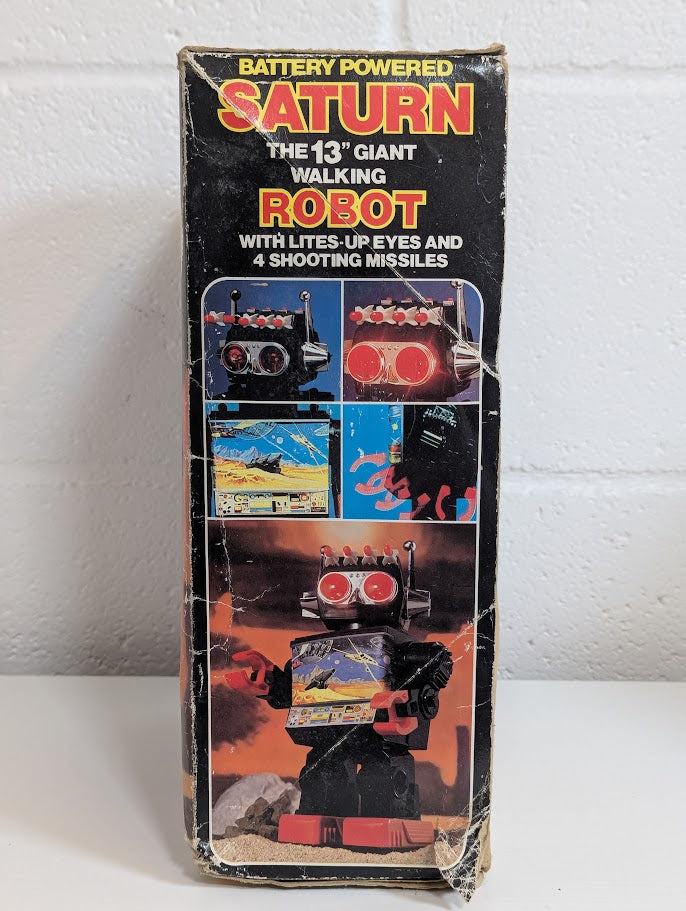 BATTERY POWERED
SATURN
THE 13” GIANT
WALKING
ROBOT
WITH LITES-UP EYES AND
4 SHOOTING MISSILES